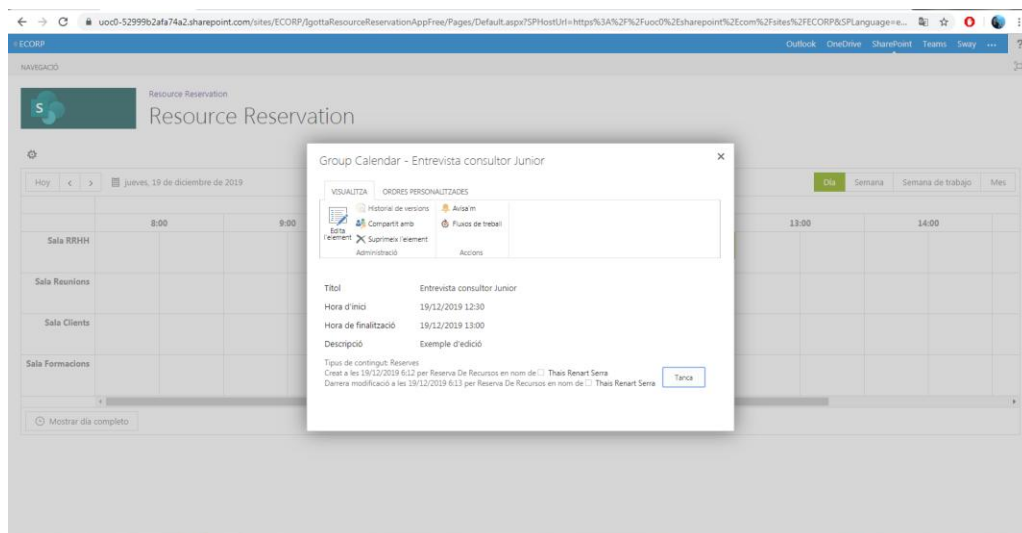 uoc0-52999b2afa74a2.sharepoint.com/sites/ECORP/IgottaResourceReservationAppFree/Pages/Default.aspx?SPHostUrl=https%3A%2F%2Fuoc0%2Esharepoint%2Ecom%2Fsites%2FECORP&SPLanguage=e...
ECORP
Outlook OneDrive SharePoint Teams Sway ... ?
NAVEGACIÓ
S
Resource Reservation
Resource Reservation
Group Calendar - Entrevista consultor Junior
Hoy jueves, 19 de diciembre de 2019
Día Semana Semana de trabajo Mes
VISUALITZA ORDRES PERSONALITZADES
Edita l'element
Historial de versions
Compartit amb
Suprimeix l'element
Administració
Avisa'm
Fluxos de treball
Accions
8:00 9:00 13:00 14:00
Sala RRHH
Sala Reunions
Sala Clients
Sala Formacions
Títol Entrevista consultor Junior
Hora d'inici 19/12/2019 12:30
Hora de finalització 19/12/2019 13:00
Descripció Exemple d'edició
Tipus de contingut: Reserves
Creat a les 19/12/2019 6:12 per Reserva De Recursos en nom de Thais Renart Serra
Darrera modificació a les 19/12/2019 6:13 per Reserva De Recursos en nom de Thais Renart Serra
Tanca
Mostrar día completo